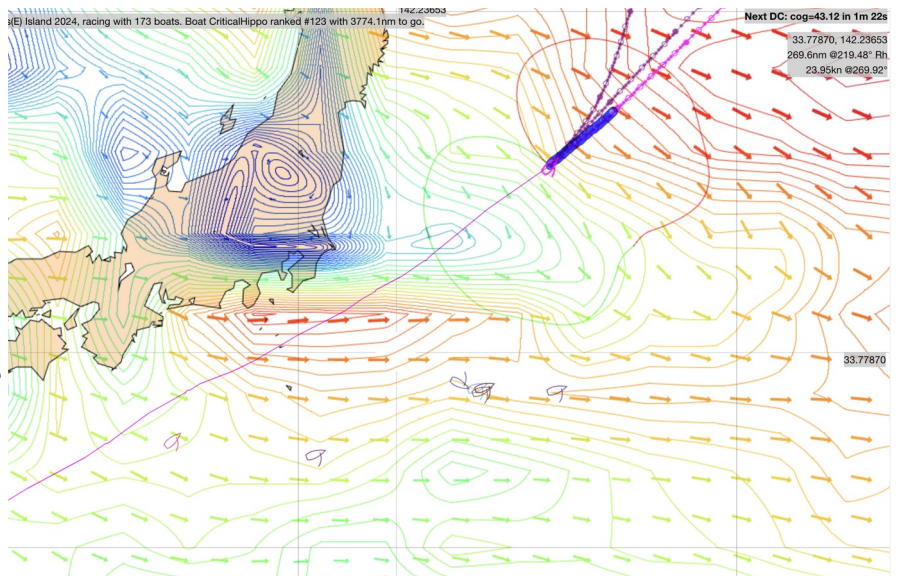 142.23653
s(E) Island 2024, racing with 173 boats. Boat CriticalHippo ranked #123 with 3774.1nm to go.
Next DC: cog=43.12 in 1m 22s
33.77870, 142.23653
269.6nm @219.48° Rh
23.95kn @269.92°
33.77870